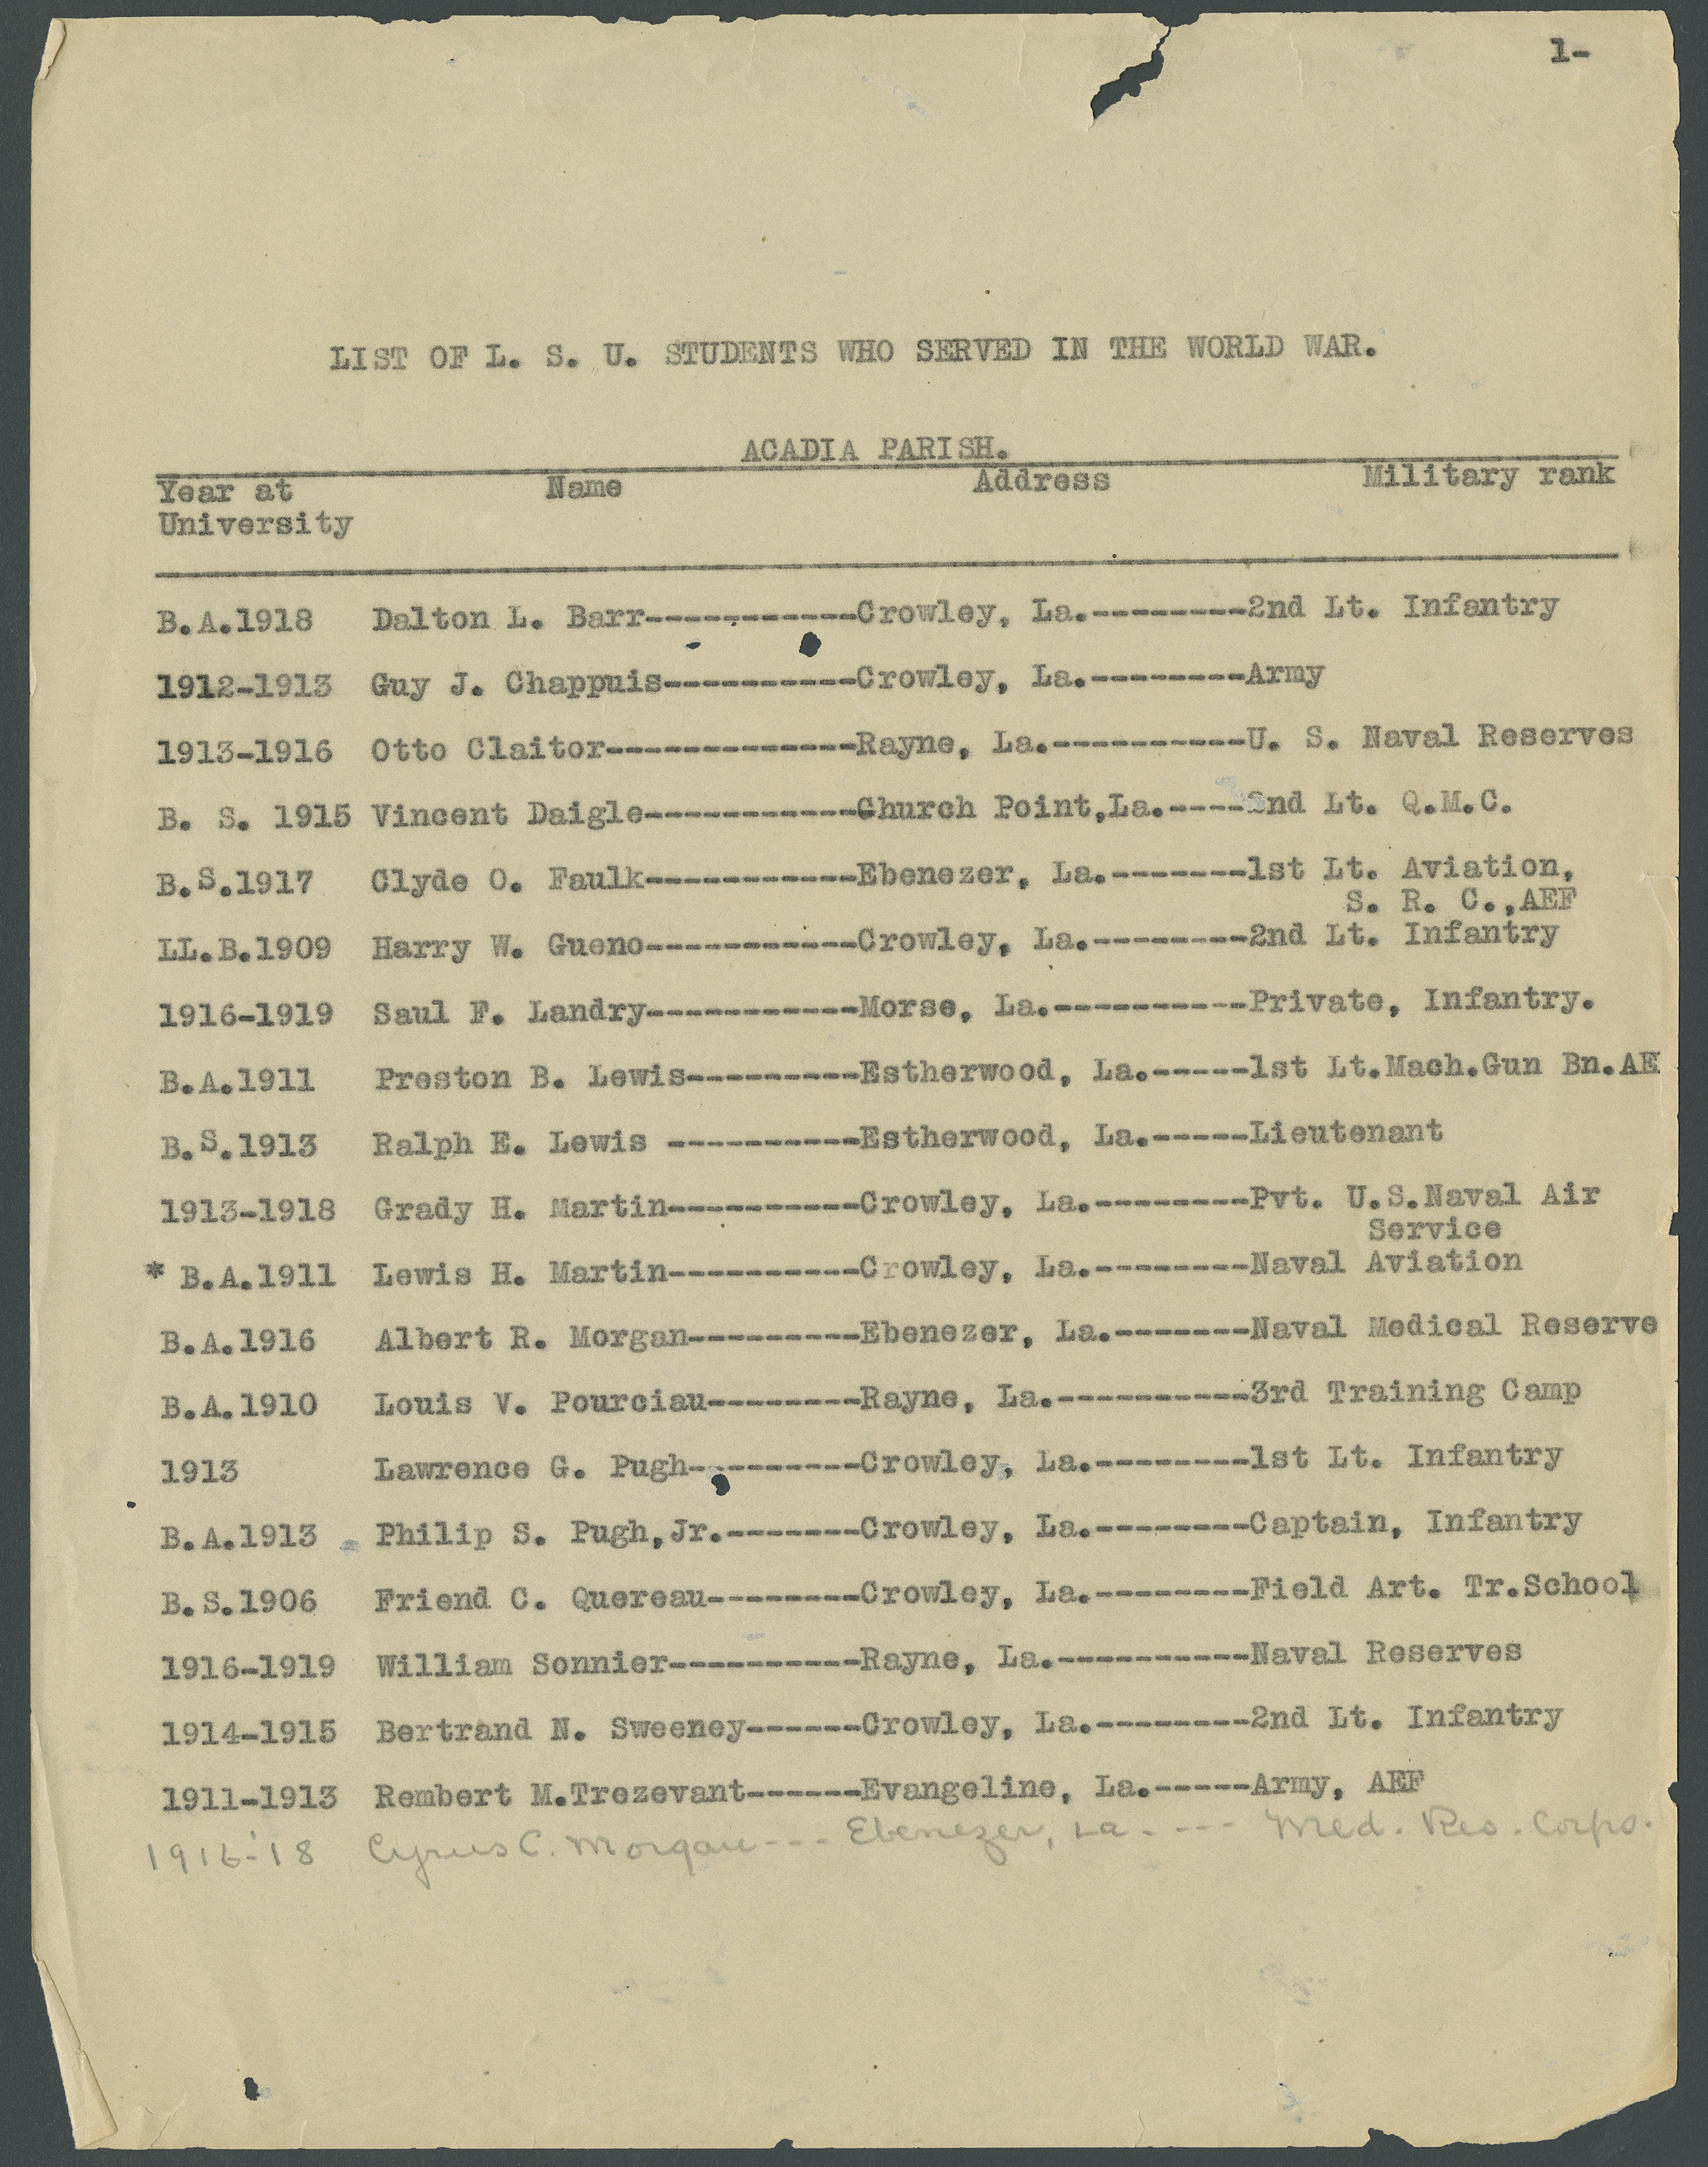 1-
LIST OF L. S. U. STUDENTS WHO SERVED IN THE WORLD WAR.
ACADIA PARISH.
Year at Name Address Military rank
University
B.A.1918 Dalton L. Barr-----------Crowley, La.--------2nd Lt. Infantry
1912-1913 Guy J. Chappuis----------Crowley, La.--------Army
1913-1916 Otto Claitor-------------Rayne, La.----------U. S. Naval Reserves
B. S. 1915 Vincent Daigle-----------Church Point,La.----2nd Lt. Q.M.C.
B.S.1917 Clyde O. Faulk-----------Ebenezer, La.-------1st Lt. Aviation,
S. R. C.,AEF
LL.B.1909 Harry W. Gueno-----------Crowley, La.--------2nd Lt. Infantry
1916-1919 Saul F. Landry-----------Morse, La.----------Private, Infantry.
B.A.1911 Preston B. Lewis---------Estherwood, La.-----1st Lt.Mach.Gun Bn.AE
B.S.1913 Ralph E. Lewis ----------Estherwood, La.-----Lieutenant
1913-1918 Grady H. Martin----------Crowley, La.--------Pvt. U.S.Naval Air
Service
* B.A.1911 Lewis H. Martin----------Crowley, La.--------Naval Aviation
B.A.1916 Albert R. Morgan---------Ebenezer, La.-------Naval Medical Reserve
B.A.1910 Louis V. Pourciau--------Rayne, La.----------3rd Training Camp
1913 Lawrence G. Pugh---------Crowley, La.--------1st Lt. Infantry
B.A.1913 Philip S. Pugh,Jr.-------Crowley, La.--------Captain, Infantry
B.S.1906 Friend C. Quereau--------Crowley, La.--------Field Art. Tr.School
1916-1919 William Sonnier----------Rayne, La.----------Naval Reserves
1914-1915 Bertrand N. Sweeney------Crowley, La.--------2nd Lt. Infantry
1911-1913 Rembert M.Trezevant------Evangeline, La.-----Army, AEF
1916-'18 Cyrus C. Morgan--- Ebenezer, La. --- Med. Res. Corps.